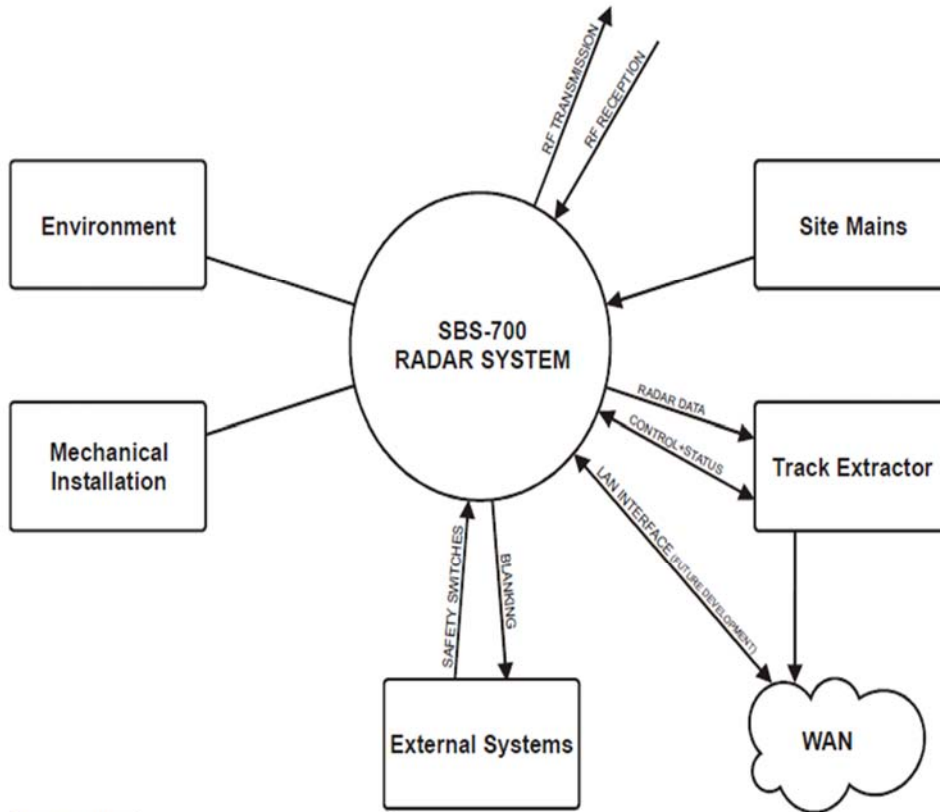 RF TRANSMISSION
RF RECEPTION
Environment
Site Mains
SBS-700
RADAR SYSTEM
RADAR DATA
CONTROL+STATUS
Mechanical
Installation
Track Extractor
LAN INTERFACE (FUTURE DEVELOPMENT)
SAFETY SWITCHES
BLANKING
External Systems
WAN